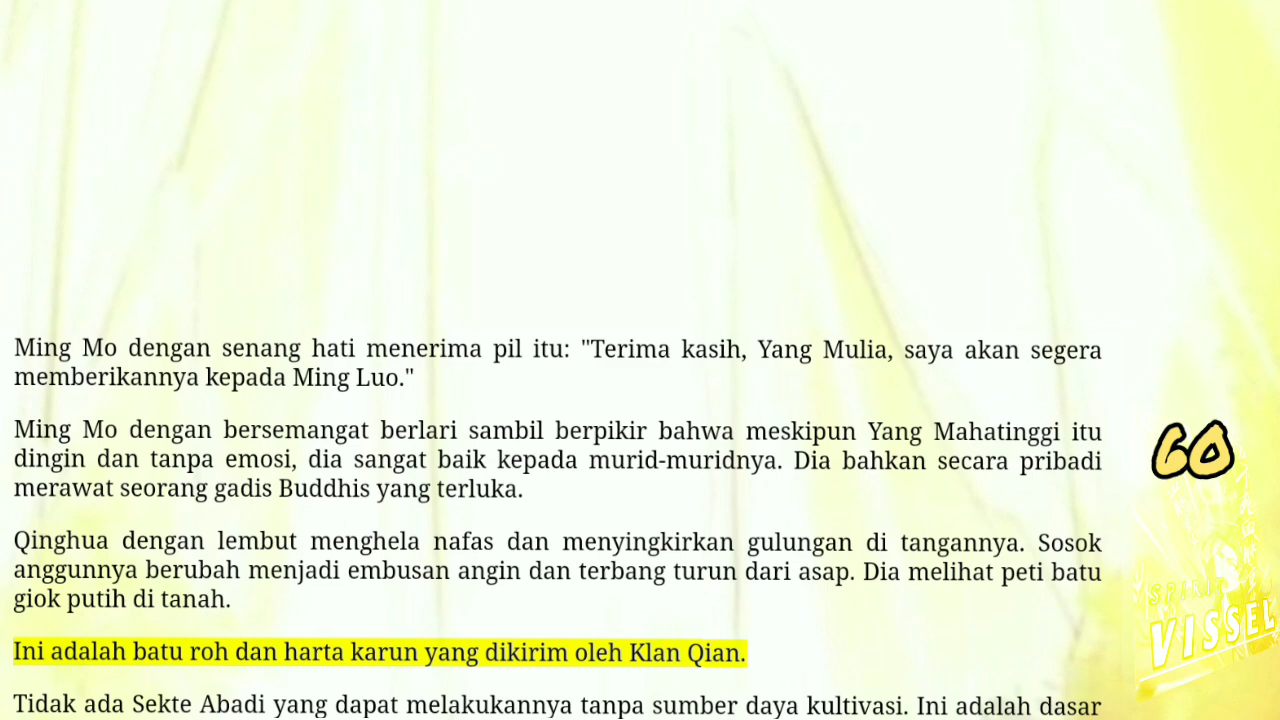 Ming Mo dengan senang hati menerima pil itu: "Terima kasih, Yang Mulia, saya akan segera
memberikannya kepada Ming Luo."
Ming Mo dengan bersemangat berlari sambil berpikir bahwa meskipun Yang Mahatinggi itu
dingin dan tanpa emosi, dia sangat baik kepada murid-muridnya. Dia bahkan secara pribadi
merawat seorang gadis Buddhis yang terluka.
Qinghua dengan lembut menghela nafas dan menyingkirkan gulungan di tangannya. Sosok
anggunnya berubah menjadi embusan angin dan terbang turun dari asap. Dia melihat peti batu
giok putih di tanah.
Ini adalah batu roh dan harta karun yang dikirim oleh Klan Qian.
Tidak ada Sekte Abadi yang dapat melakukannya tanpa sumber daya kultivasi. Ini adalah dasar
60
SPIRIT
VISSEL